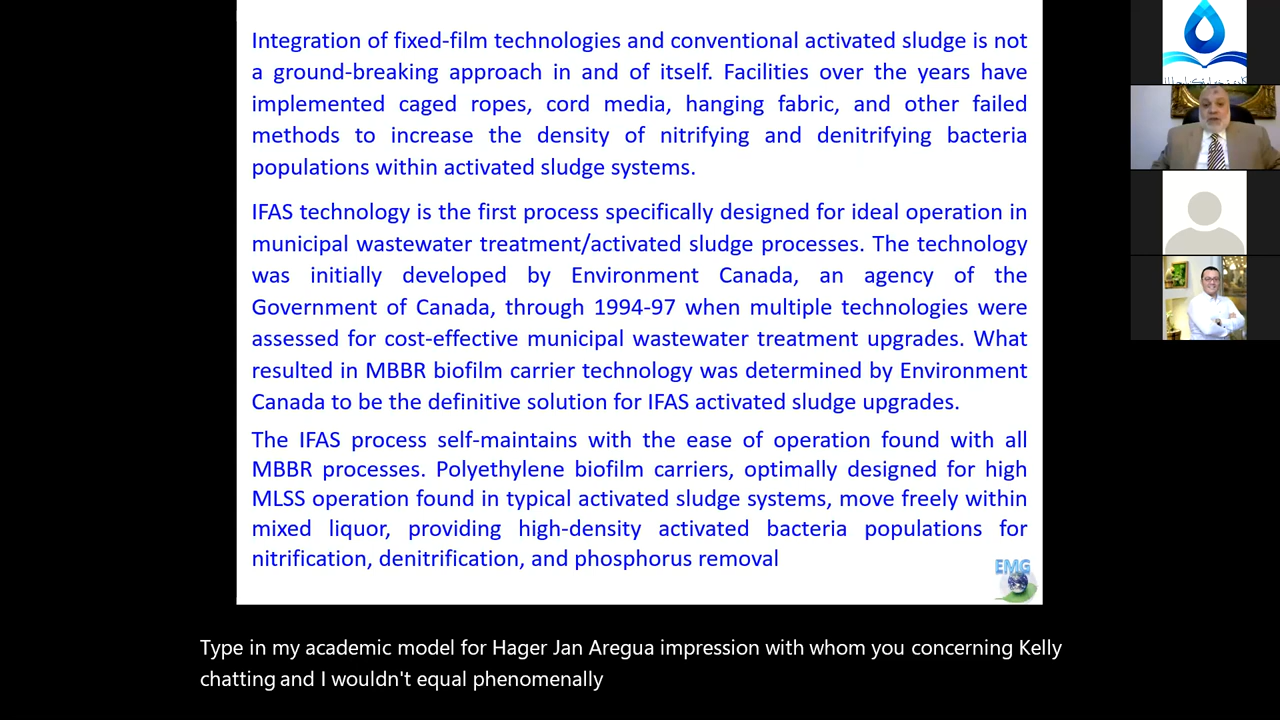 Integration of fixed-film technologies and conventional activated sludge is not
a ground-breaking approach in and of itself. Facilities over the years have
implemented caged ropes, cord media, hanging fabric, and other failed
methods to increase the density of nitrifying and denitrifying bacteria
populations within activated sludge systems.
IFAS technology is the first process specifically designed for ideal operation in
municipal wastewater treatment/activated sludge processes. The technology
was initially developed by Environment Canada, an agency of the
Government of Canada, through 1994-97 when multiple technologies were
assessed for cost-effective municipal wastewater treatment upgrades. What
resulted in MBBR biofilm carrier technology was determined by Environment
Canada to be the definitive solution for IFAS activated sludge upgrades.
The IFAS process self-maintains with the ease of operation found with all
MBBR processes. Polyethylene biofilm carriers, optimally designed for high
MLSS operation found in typical activated sludge systems, move freely within
mixed liquor, providing high-density activated bacteria populations for
nitrification, denitrification, and phosphorus removal
EMG
Type in my academic model for Hager Jan Aregua impression with whom you concerning Kelly
chatting and I wouldn't equal phenomenally